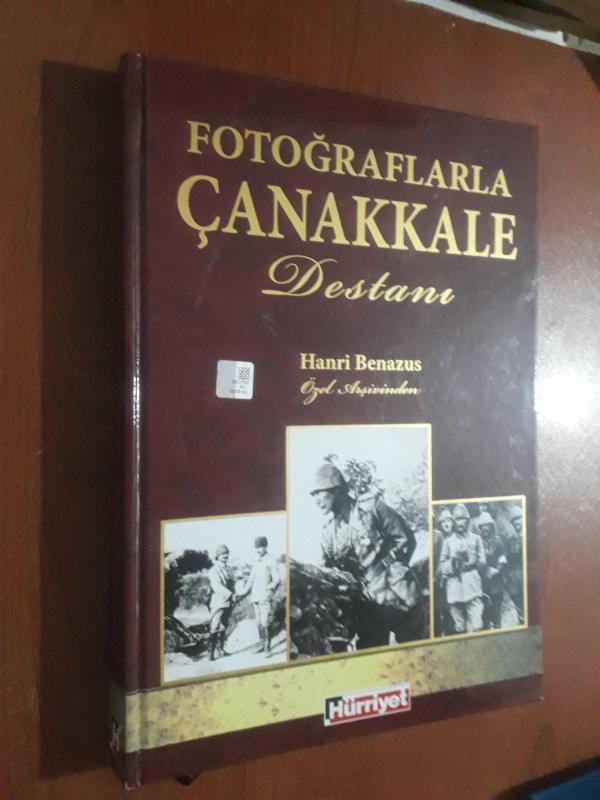 FOTOĞRAFLARLA
ÇANAKKALE
Destanı
Hanri Benazus
Özel Arşivinden
Hürriyet
H